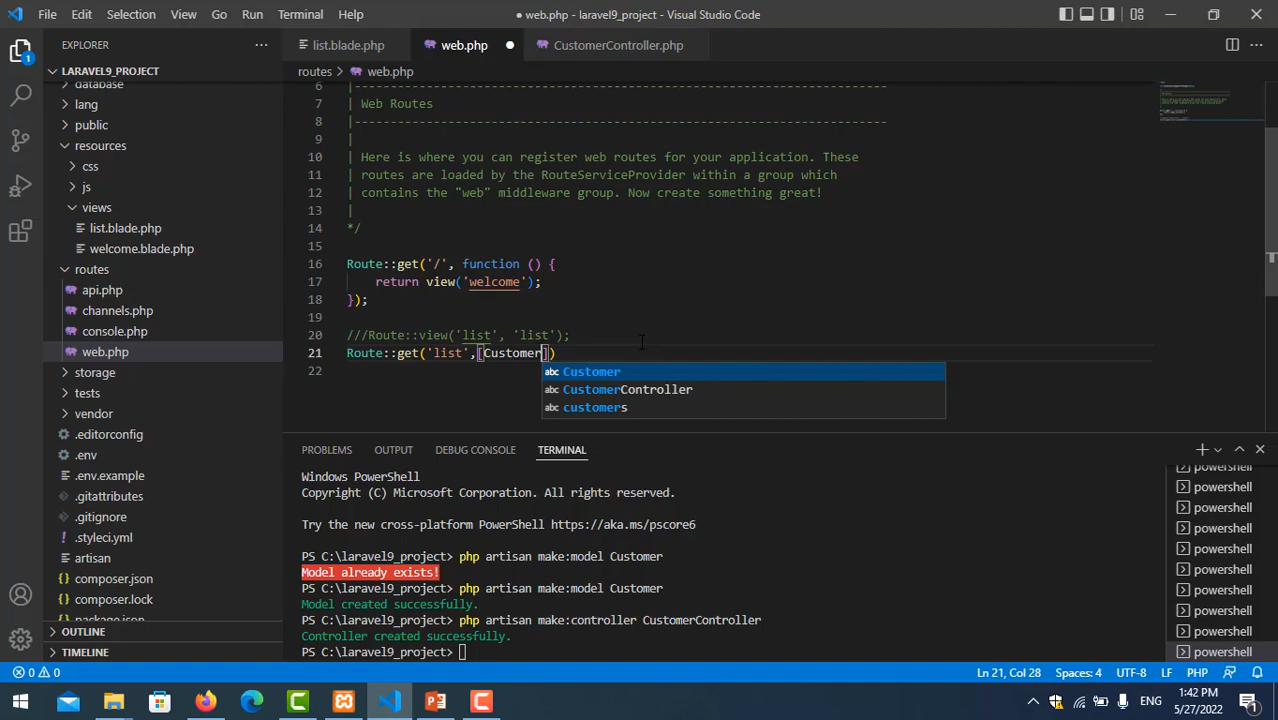 File Edit Selection View Go Run Terminal Help
● web.php - laravel9_project - Visual Studio Code
EXPLORER
LARAVEL9_PROJECT
database
lang
public
resources
css
js
views
list.blade.php
welcome.blade.php
routes
api.php
channels.php
console.php
web.php
storage
tests
vendor
.editorconfig
.env
.env.example
.gitattributes
.gitignore
.styleci.yml
artisan
composer.json
composer.lock
package.json
OUTLINE
TIMELINE
1
list.blade.php web.php CustomerController.php
routes > web.php
6 |--------------------------------------------------------------------------
7 | Web Routes
8 |--------------------------------------------------------------------------
9 |
10 | Here is where you can register web routes for your application. These
11 | routes are loaded by the RouteServiceProvider within a group which
12 | contains the "web" middleware group. Now create something great!
13 |
14 */
15
16 Route::get('/', function () {
17 return view('welcome');
18 });
19
20 ///Route::view('list', 'list');
21 Route::get('list',[Customer])
22
abc Customer
abc CustomerController
abc customers
PROBLEMS OUTPUT DEBUG CONSOLE TERMINAL
Windows PowerShell
Copyright (C) Microsoft Corporation. All rights reserved.
Try the new cross-platform PowerShell https://aka.ms/pscore6
PS C:\laravel9_project> php artisan make:model Customer
Model already exists!
PS C:\laravel9_project> php artisan make:model Customer
Model created successfully.
PS C:\laravel9_project> php artisan make:controller CustomerController
Controller created successfully.
PS C:\laravel9_project>
powershell
powershell
powershell
powershell
powershell
powershell
powershell
powershell
powershell
powershell
0 0
Ln 21, Col 28 Spaces: 4 UTF-8 LF PHP
ENG 1:42 PM
5/27/2022
1